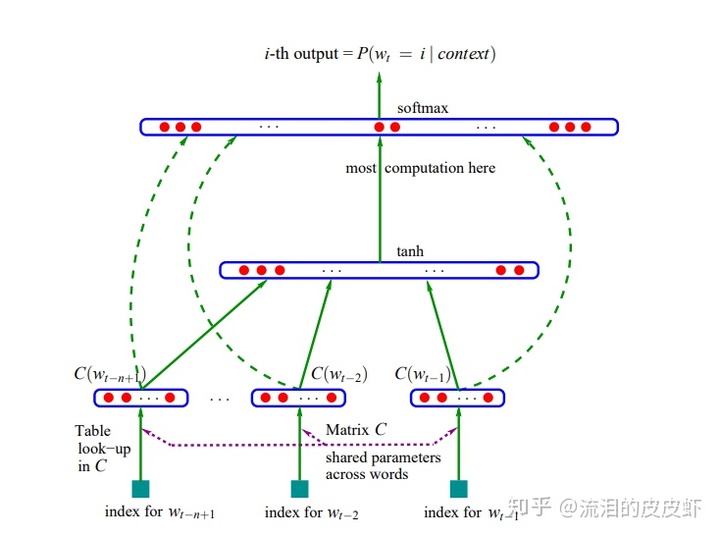 i-th output = P(w_t = i | context)
softmax
. . .
. . .
most computation here
tanh
. . .
. . .
C(w_{t−n+1})
C(w_{t−2})
C(w_{t−1})
. . .
. . .
. . .
. . .
Table
look−up
in C
Matrix C
shared parameters
across words
index for w_{t−n+1}
index for w_{t−2}
index for w_{t−1}
知乎 @流泪的皮皮虾